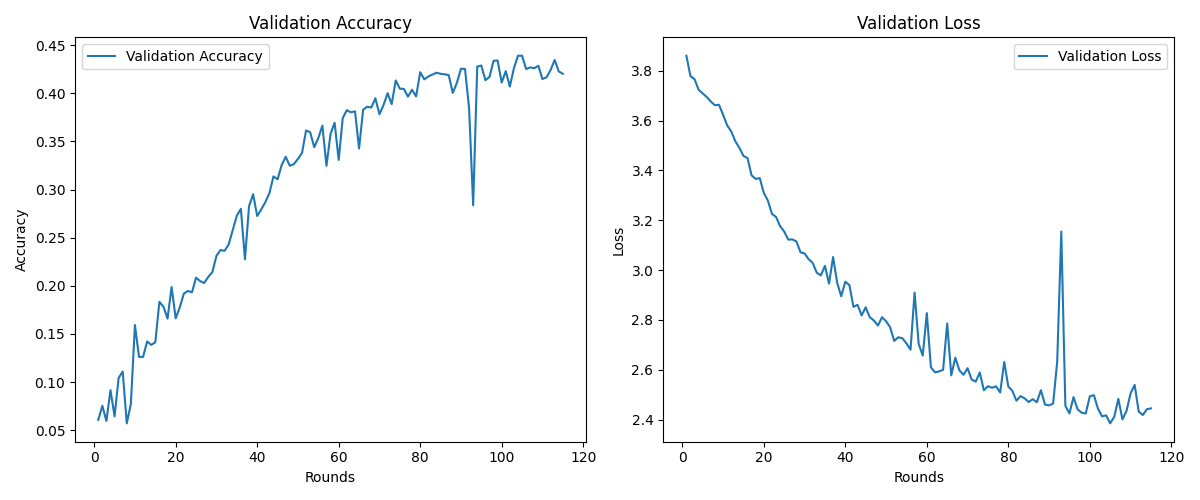 Validation Accuracy
Validation Accuracy
0.45
0.40
0.35
0.30
0.25
0.20
0.15
0.10
0.05
Accuracy
0 20 40 60 80 100 120
Rounds
Validation Loss
Validation Loss
3.8
3.6
3.4
3.2
3.0
2.8
2.6
2.4
Loss
0 20 40 60 80 100 120
Rounds